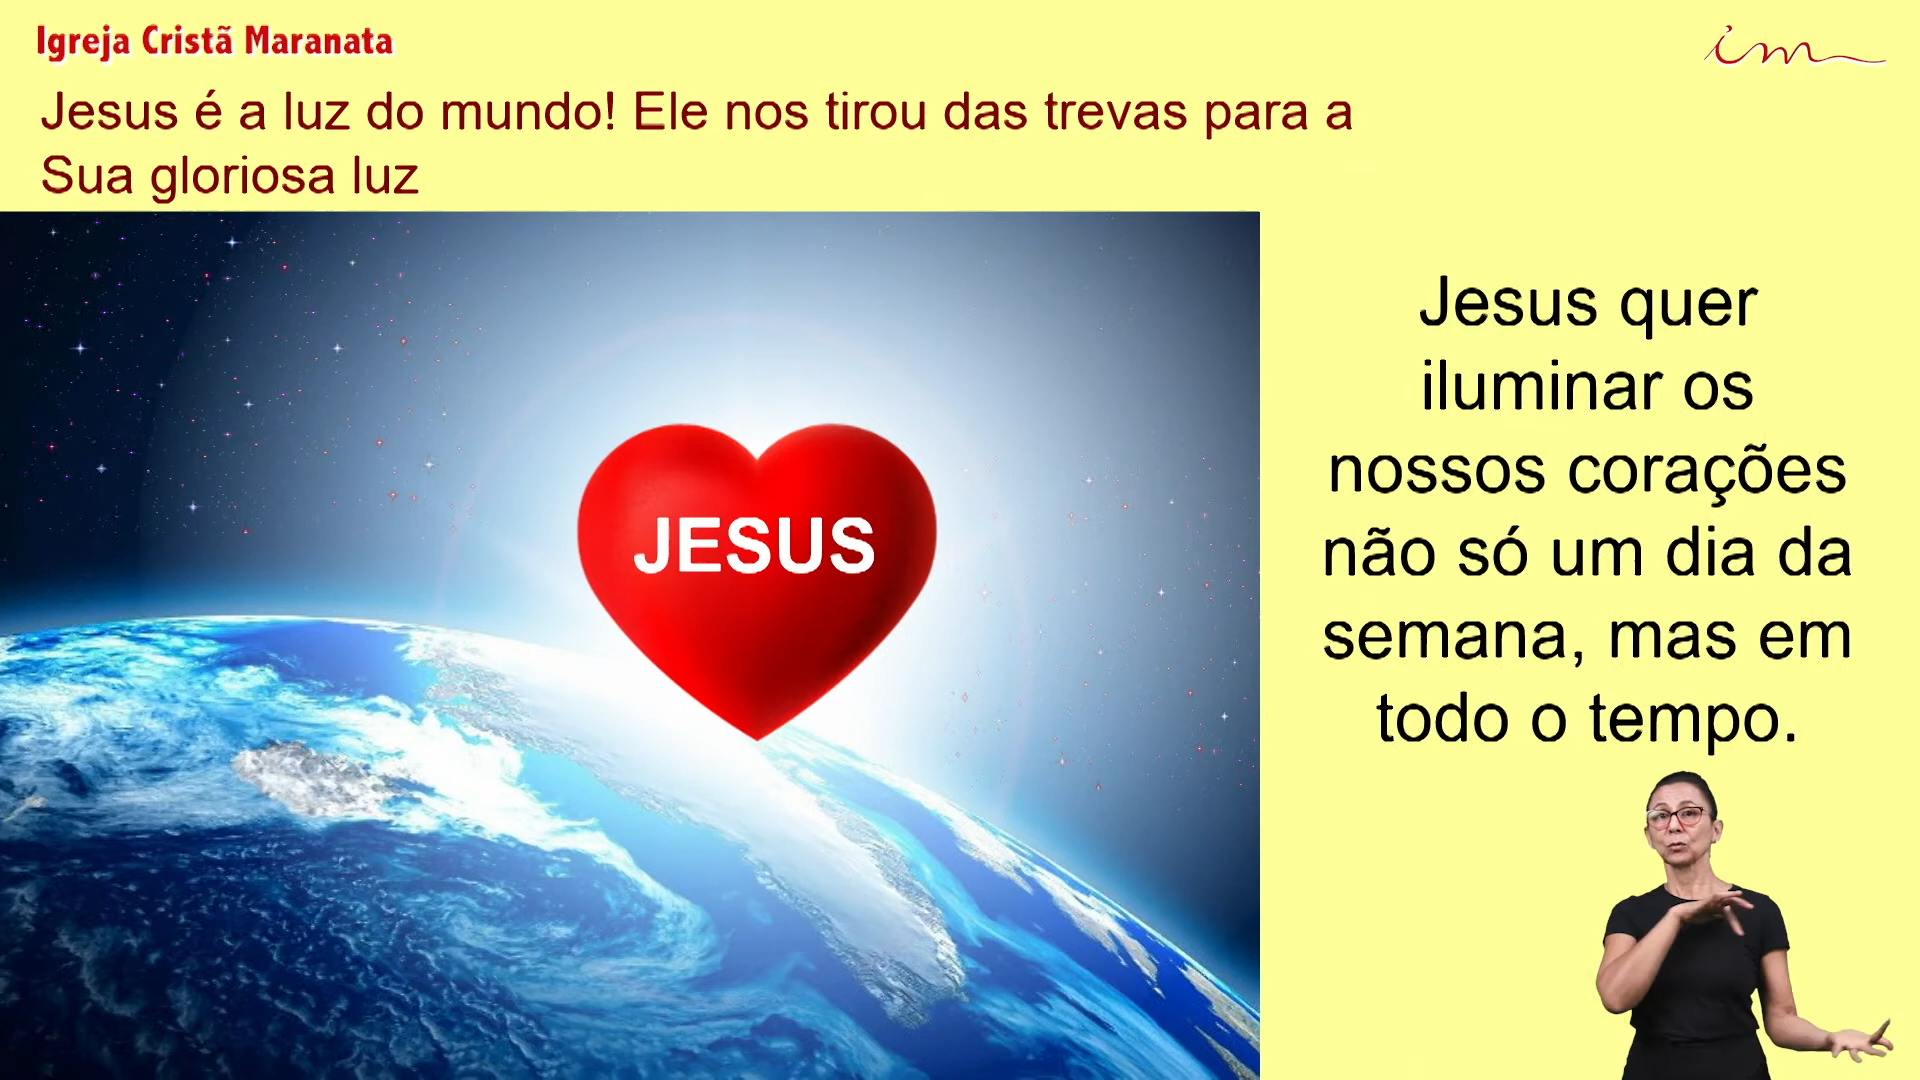 Igreja Cristã Maranata
im
Jesus é a luz do mundo! Ele nos tirou das trevas para a
Sua gloriosa luz
JESUS
Jesus quer
iluminar os
nossos corações
não só um dia da
semana, mas em
todo o tempo.